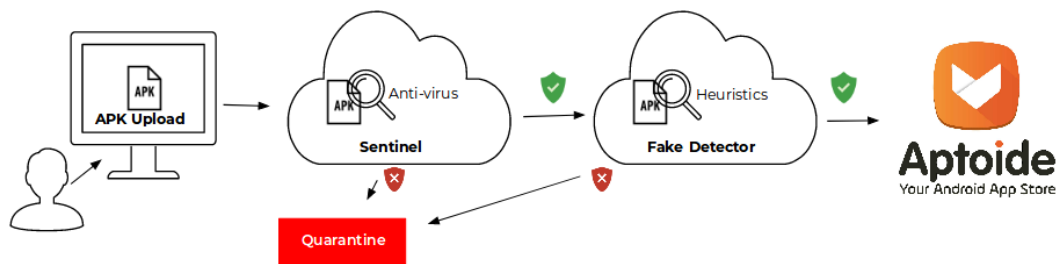 APK
APK Upload
APK
Anti-virus
Sentinel
APK
Heuristics
Fake Detector
Quarantine
Aptoide
Your Android App Store